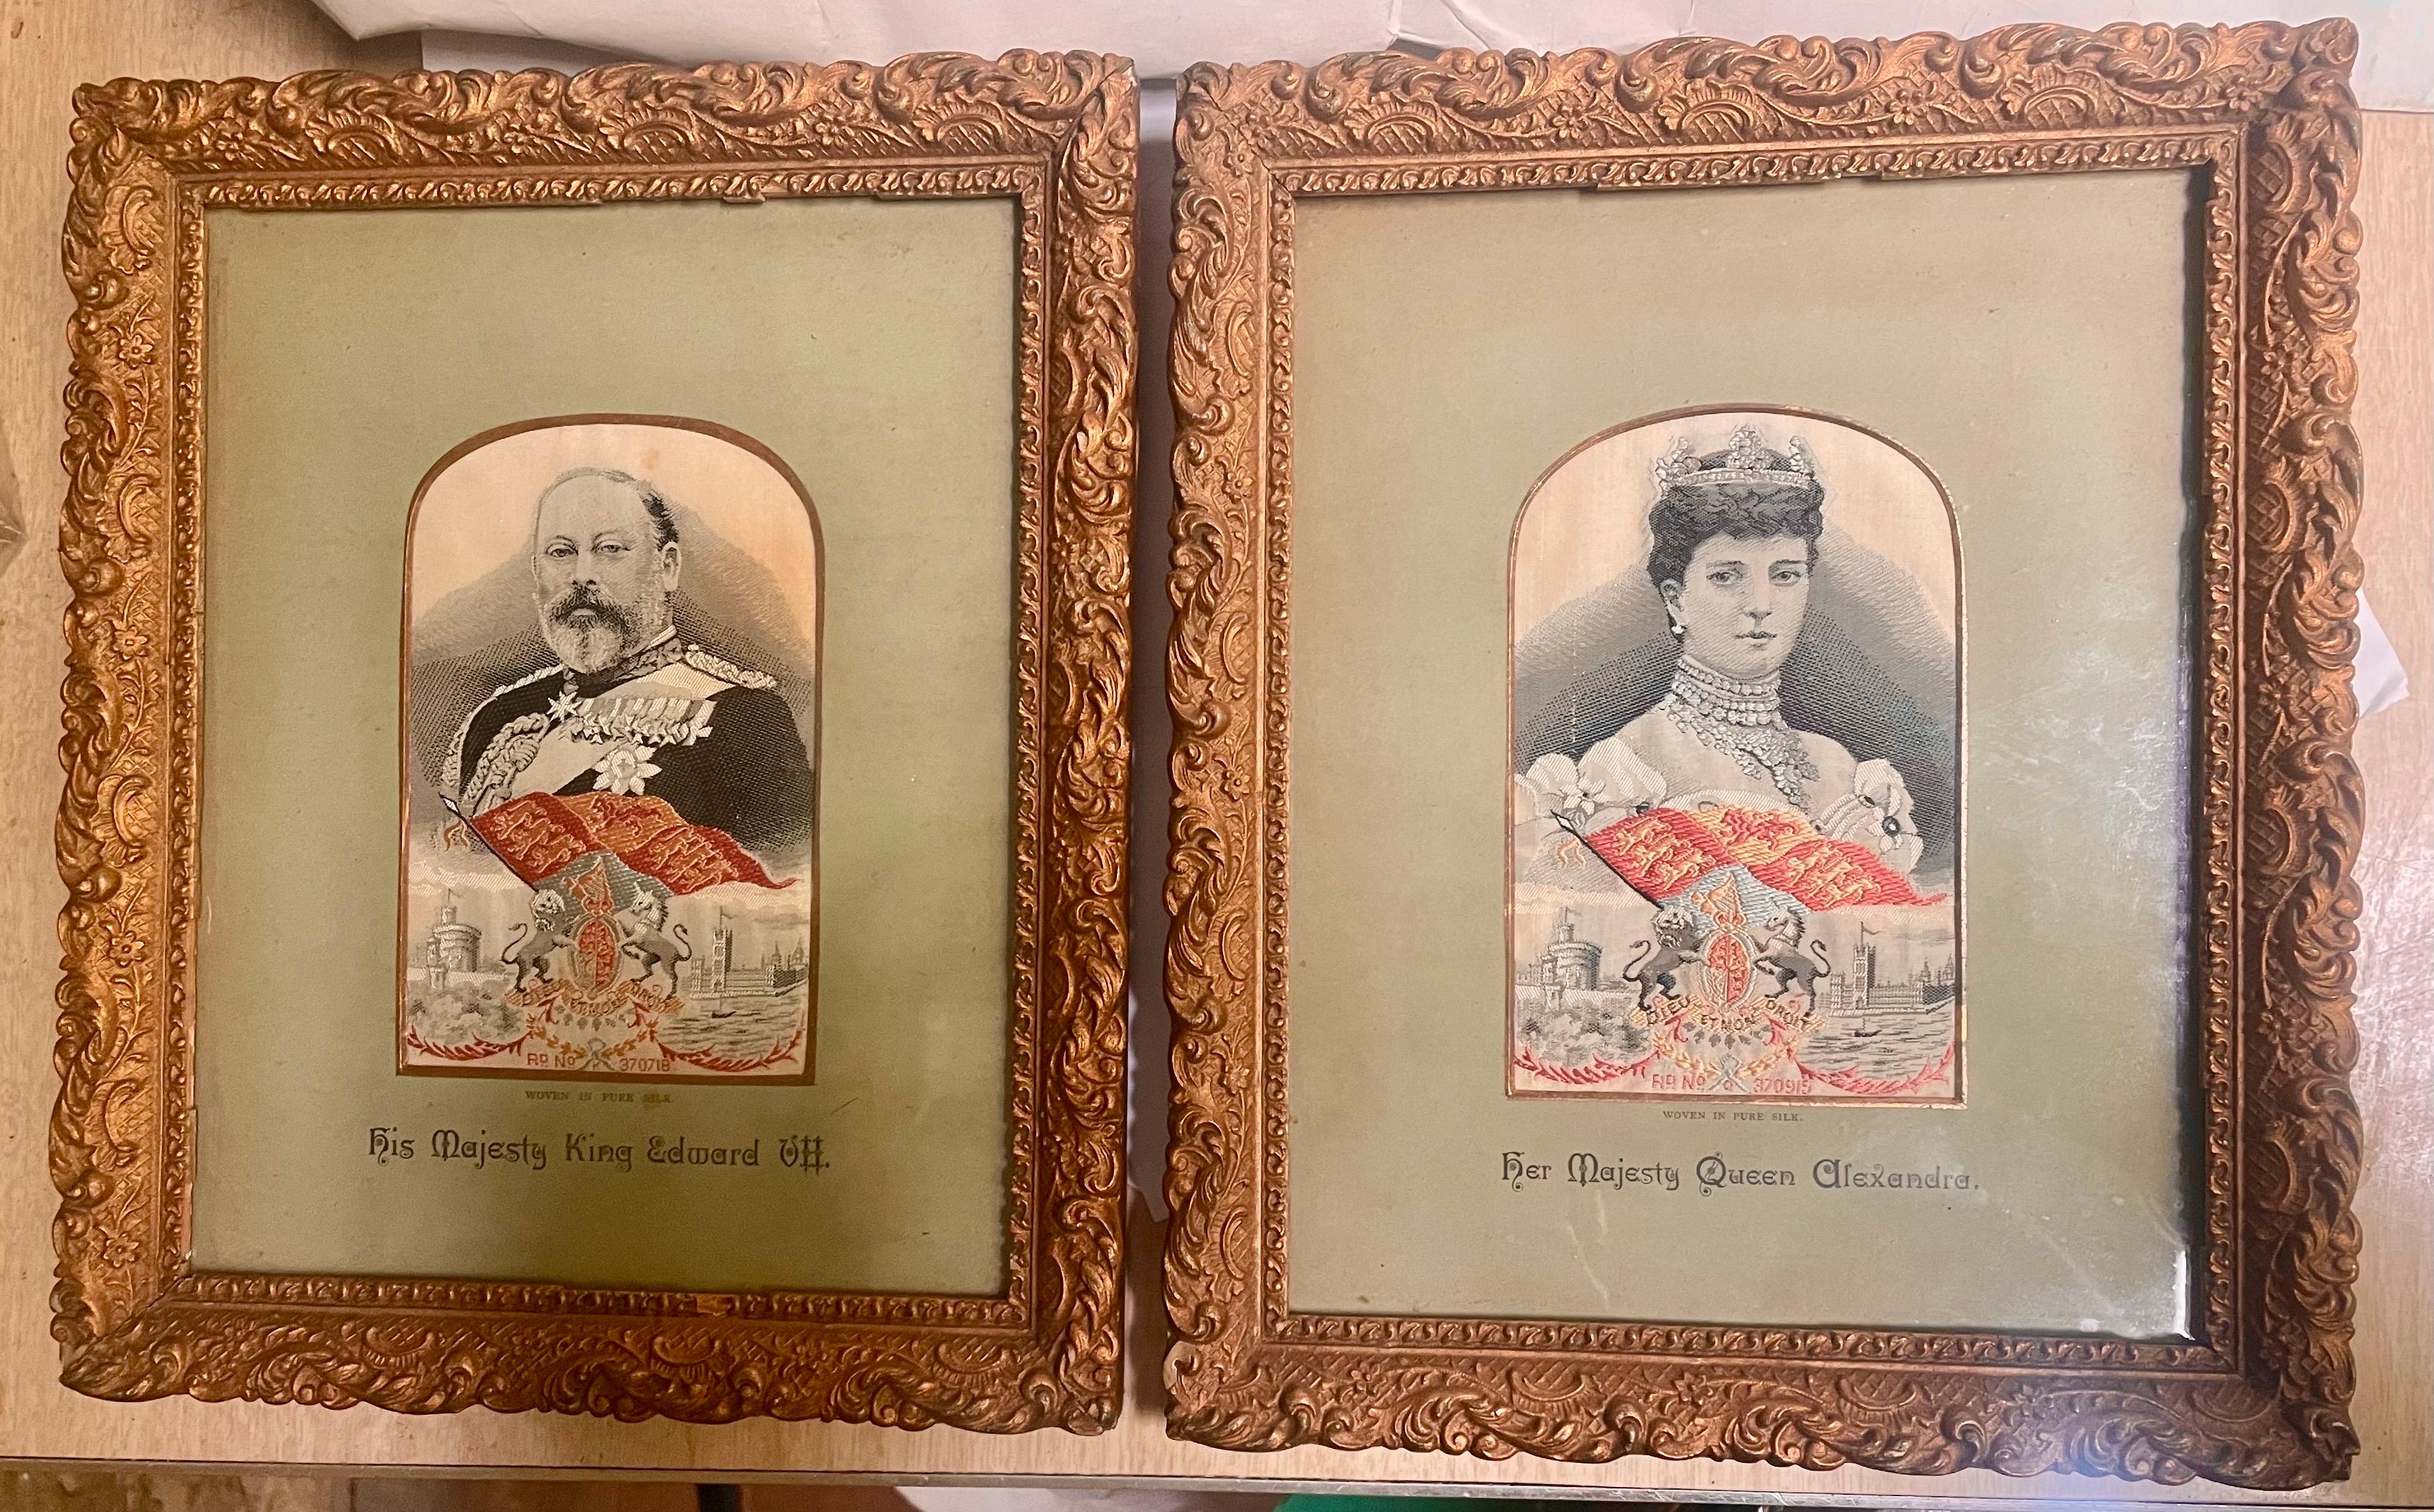 DIEU ET MON DROIT
RD. No. 370718
WOVEN IN PURE SILK.
His Majesty King Edward VII.
DIEU ET MON DROIT
RD. No. 370915
WOVEN IN PURE SILK.
Her Majesty Queen Alexandra.